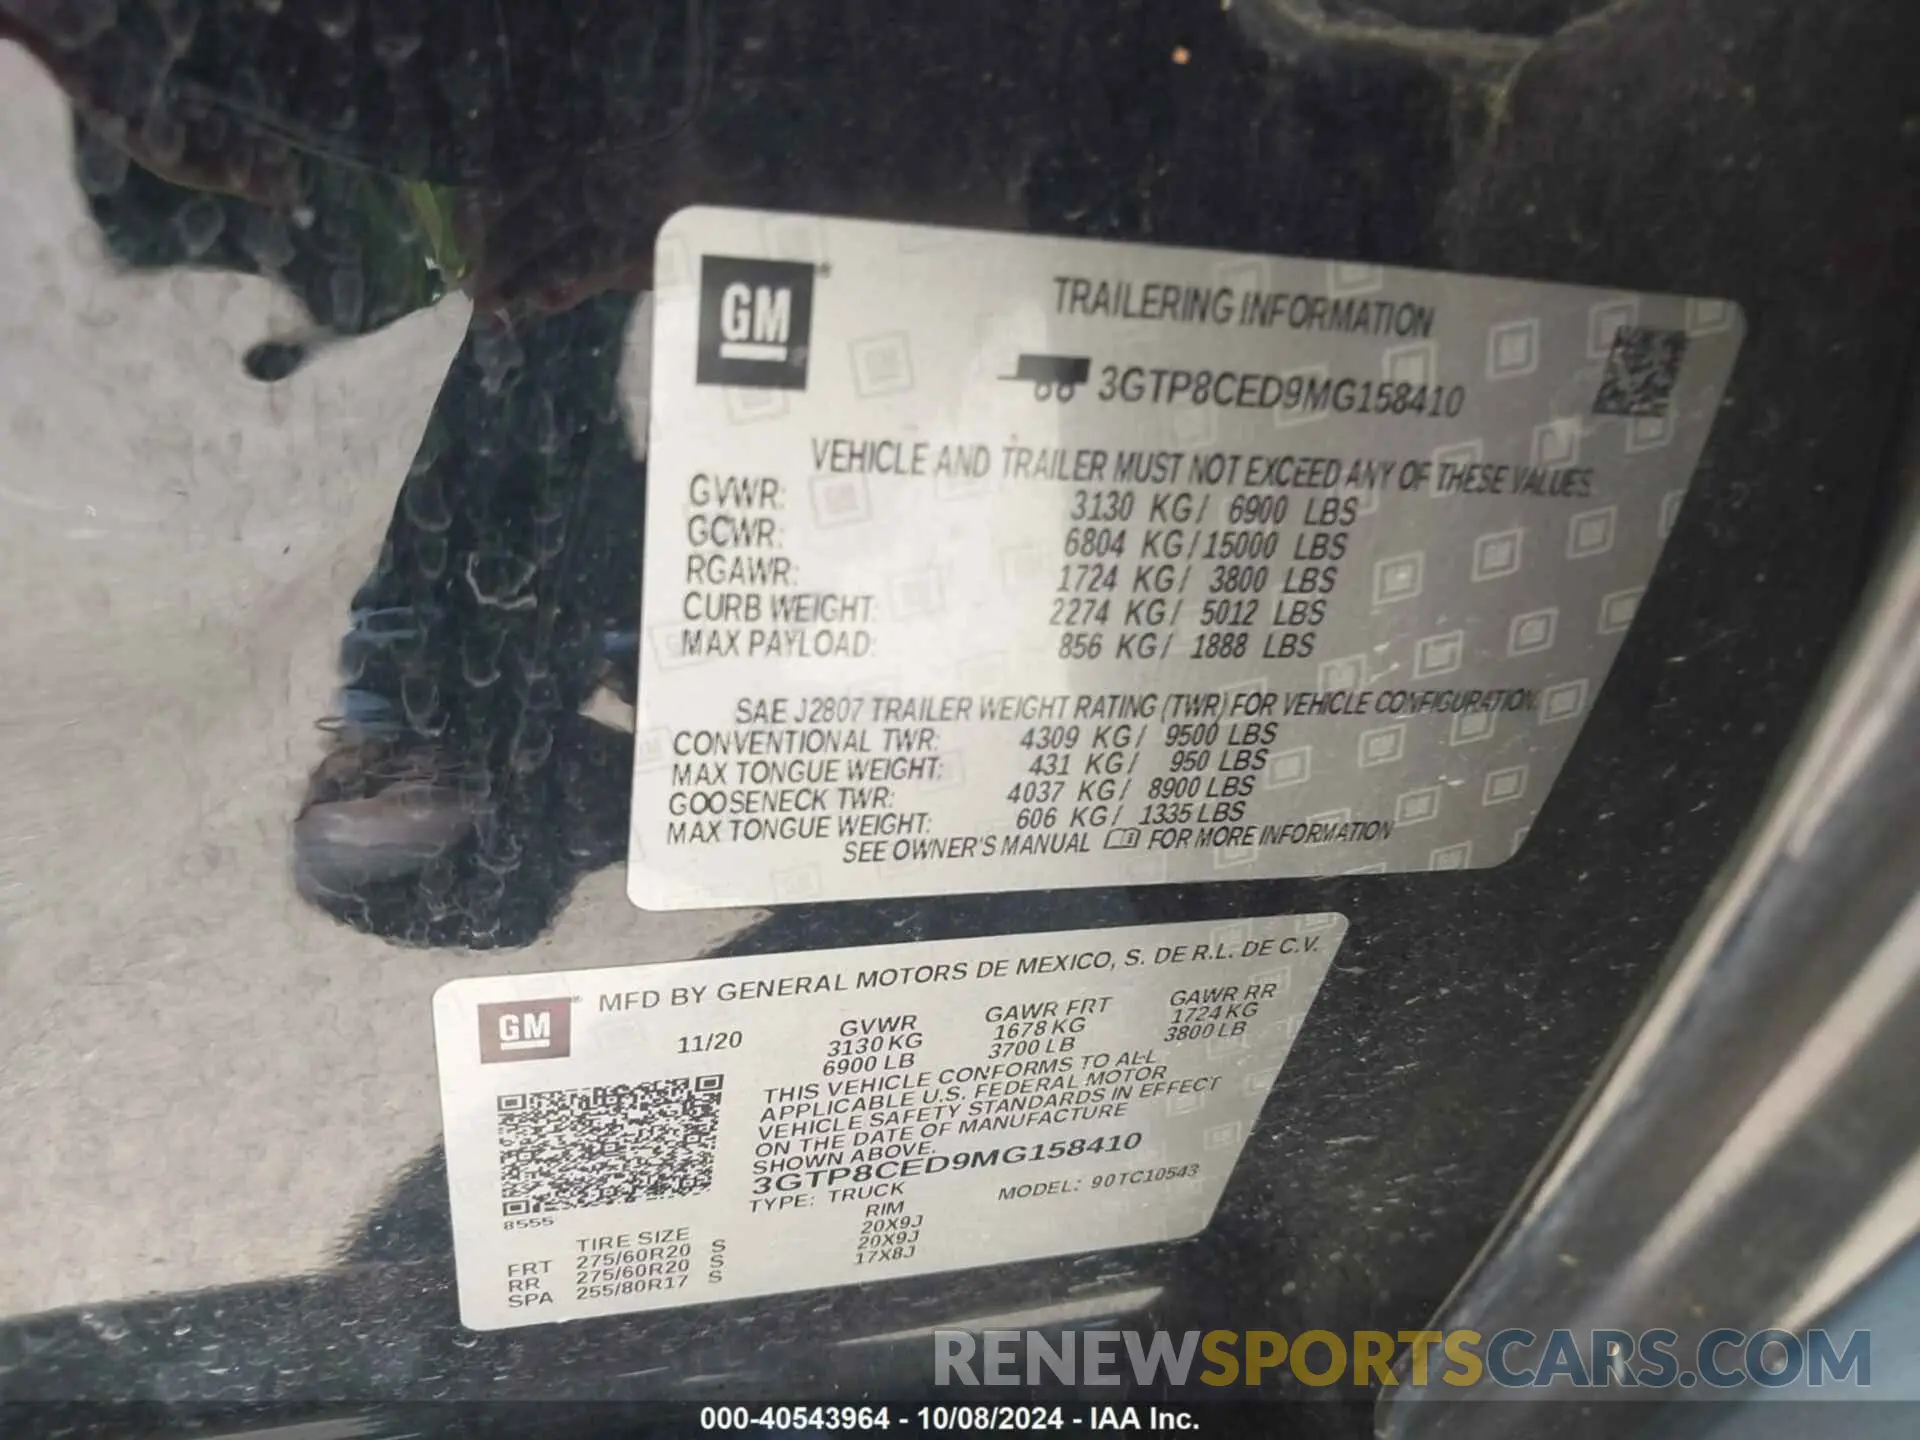 GM
TRAILERING INFORMATION
3GTP8CED9MG158410
VEHICLE AND TRAILER MUST NOT EXCEED ANY OF THESE VALUES
GVWR: 3130 KG/ 6900 LBS
GCWR: 6804 KG/15000 LBS
RGAWR: 1724 KG/ 3800 LBS
CURB WEIGHT: 2274 KG/ 5012 LBS
MAX PAYLOAD: 856 KG/ 1888 LBS
SAE J2807 TRAILER WEIGHT RATING (TWR) FOR VEHICLE CONFIGURATION.
CONVENTIONAL TWR: 4309 KG/ 9500 LBS
MAX TONGUE WEIGHT: 431 KG/ 950 LBS
GOOSENECK TWR: 4037 KG/ 8900 LBS
MAX TONGUE WEIGHT: 606 KG/ 1335 LBS
SEE OWNER'S MANUAL FOR MORE INFORMATION
GM
MFD BY GENERAL MOTORS DE MEXICO, S. DE R.L. DE C.V.
11/20 GVWR GAWR FRT GAWR RR
3130 KG 1678 KG 1724 KG
6900 LB 3700 LB 3800 LB
THIS VEHICLE CONFORMS TO ALL
APPLICABLE U.S. FEDERAL MOTOR
VEHICLE SAFETY STANDARDS IN EFFECT
ON THE DATE OF MANUFACTURE
SHOWN ABOVE.
3GTP8CED9MG158410
TYPE: TRUCK MODEL: 90TC10543
8555
TIRE SIZE RIM
FRT 275/60R20 S 20X9J
RR 275/60R20 S 20X9J
SPA 255/80R17 S 17X8J
RENEWSPORTSCARS.COM
000-40543964 - 10/08/2024 - IAA Inc.